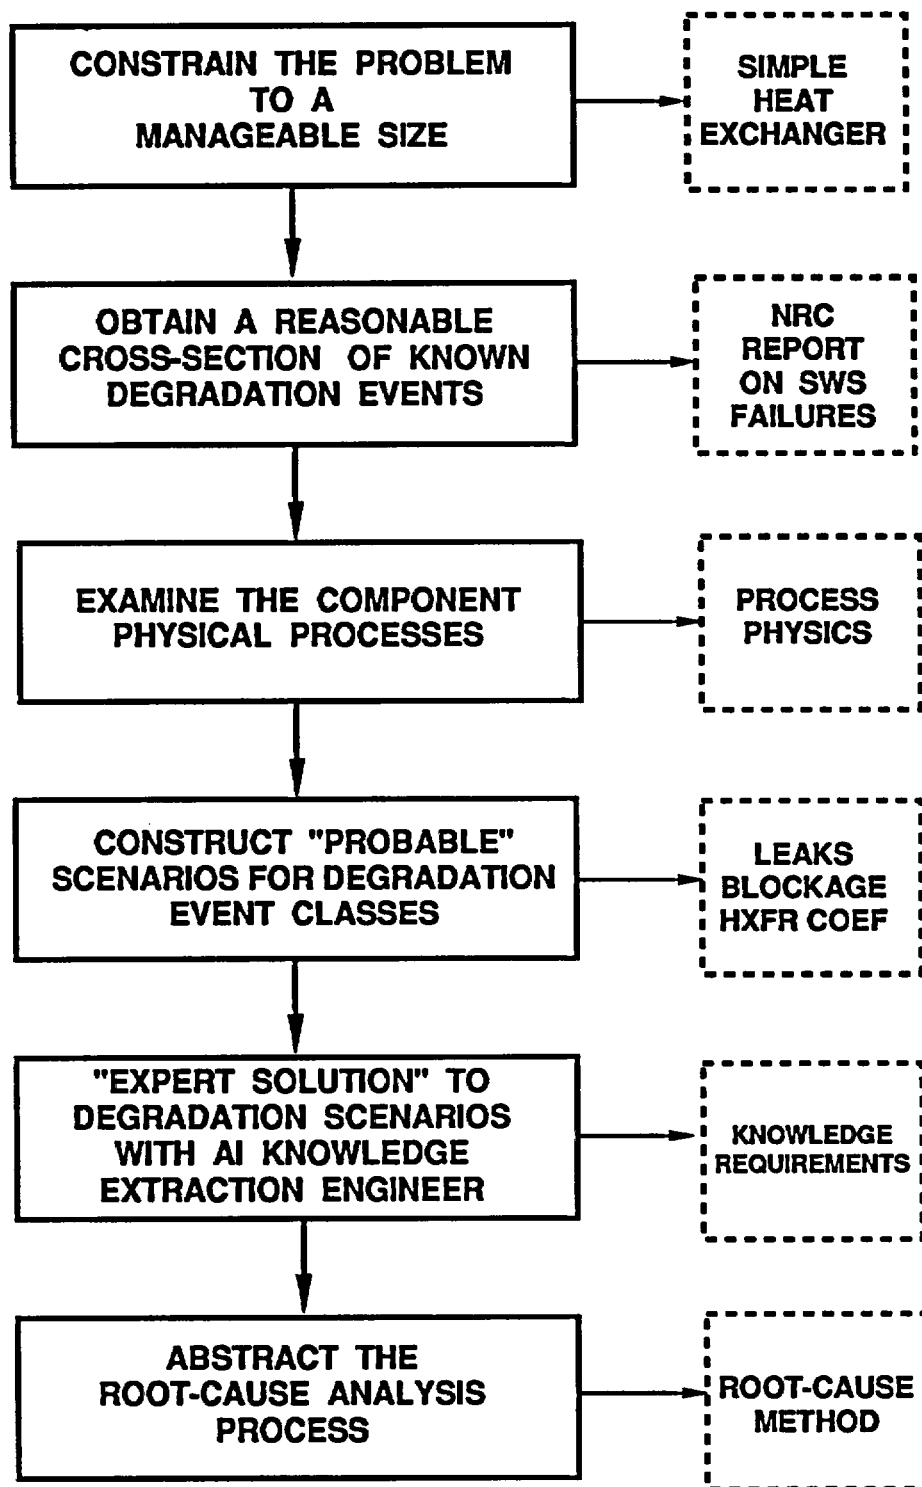 CONSTRAIN THE PROBLEM
TO A
MANAGEABLE SIZE
SIMPLE
HEAT
EXCHANGER
OBTAIN A REASONABLE
CROSS-SECTION OF KNOWN
DEGRADATION EVENTS
NRC
REPORT
ON SWS
FAILURES
EXAMINE THE COMPONENT
PHYSICAL PROCESSES
PROCESS
PHYSICS
CONSTRUCT "PROBABLE"
SCENARIOS FOR DEGRADATION
EVENT CLASSES
LEAKS
BLOCKAGE
HXFR COEF
"EXPERT SOLUTION" TO
DEGRADATION SCENARIOS
WITH AI KNOWLEDGE
EXTRACTION ENGINEER
KNOWLEDGE
REQUIREMENTS
ABSTRACT THE
ROOT-CAUSE ANALYSIS
PROCESS
ROOT-CAUSE
METHOD